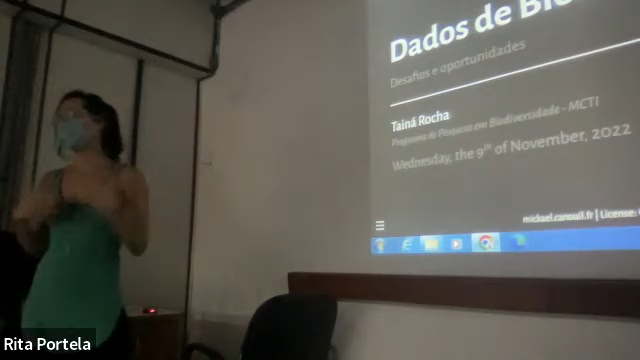 Dados de Bio
Desafios e oportunidades
Tainá Rocha
Programa de Pesquisa em Biodiversidade - MCTI
Wednesday, the 9th of November, 2022
mickael.canouil.fr | License:
Rita Portela